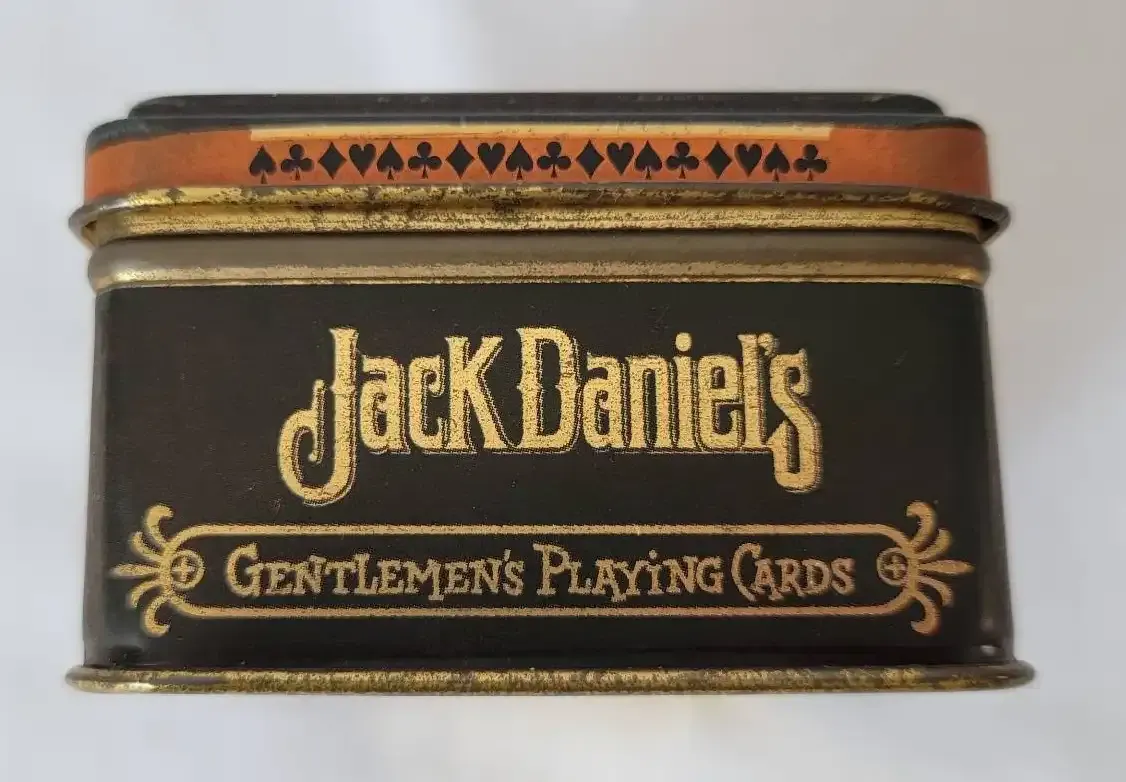 Jack Daniel's
GENTLEMEN'S PLAYING CARDS